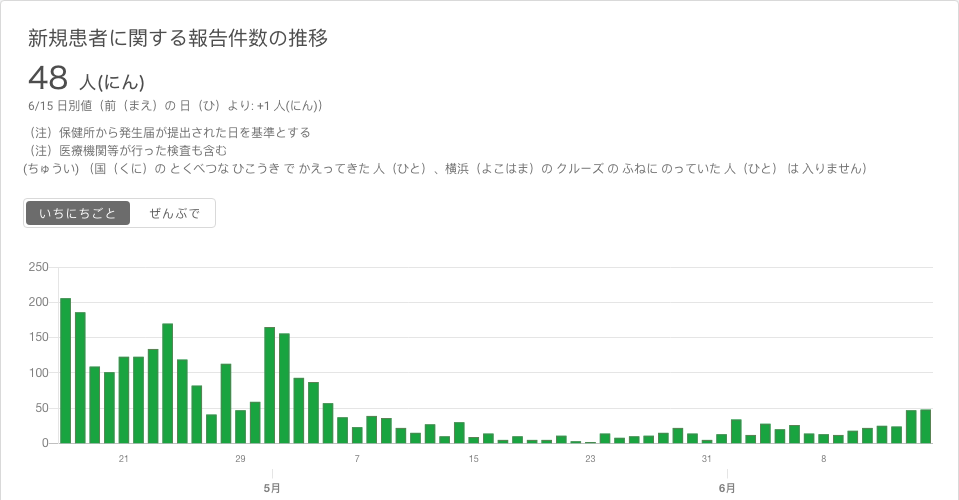 新規患者に関する報告件数の推移
48 人(にん)
6/15 日別値（前（まえ）の 日（ひ）より: +1 人(にん)）
（注）保健所から発生届が提出された日を基準とする
（注）医療機関等が行った検査も含む
(ちゅうい) （国（くに）の とくべつな ひこうき で かえってきた 人（ひと）、横浜（よこはま）の クルーズ の ふねに のっていた 人（ひと） は 入りません）
いちにちごと ぜんぶで
250
200
150
100
50
0
21 29 7 15 23 31 8
5月 6月